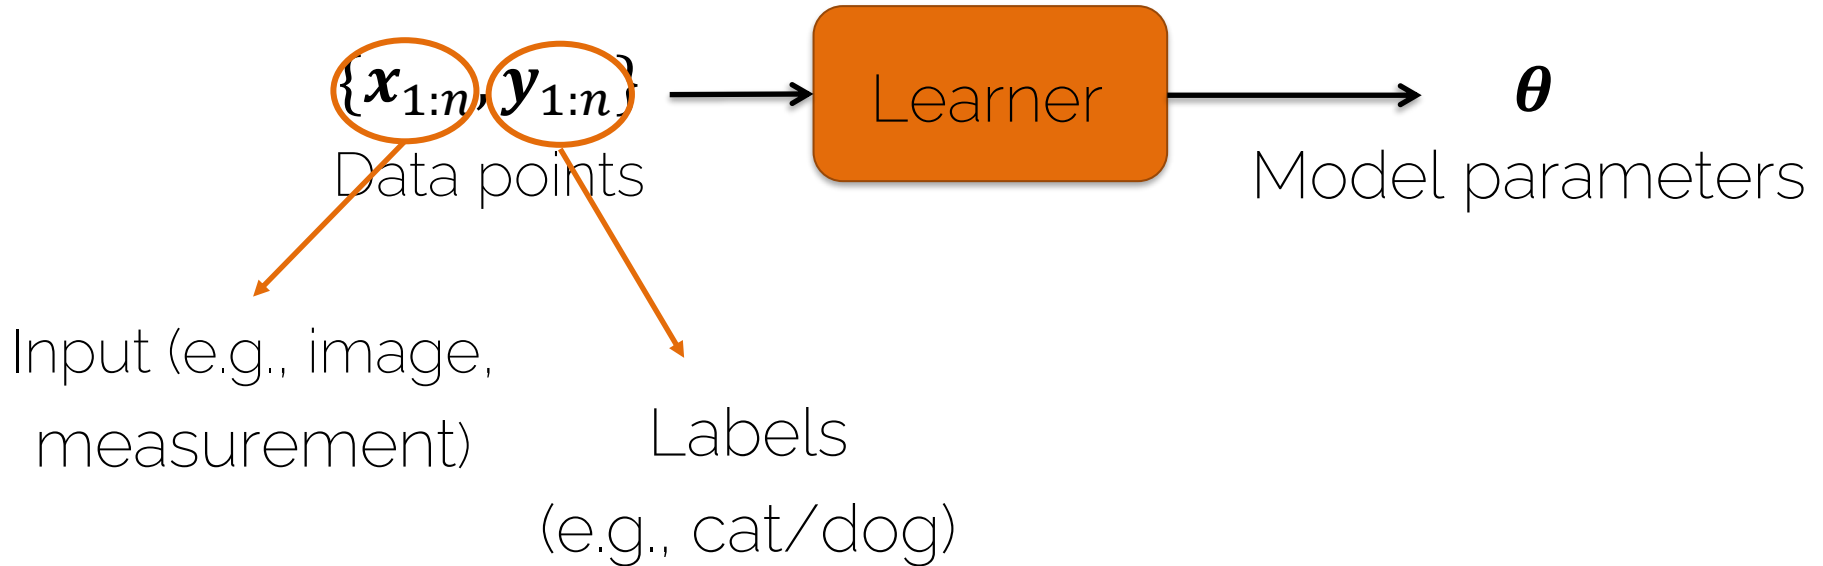 {𝒙₁:ₙ, 𝒚₁:ₙ}
Learner
𝜽
Data points
Model parameters
Input (e.g., image,
measurement)
Labels
(e.g., cat/dog)